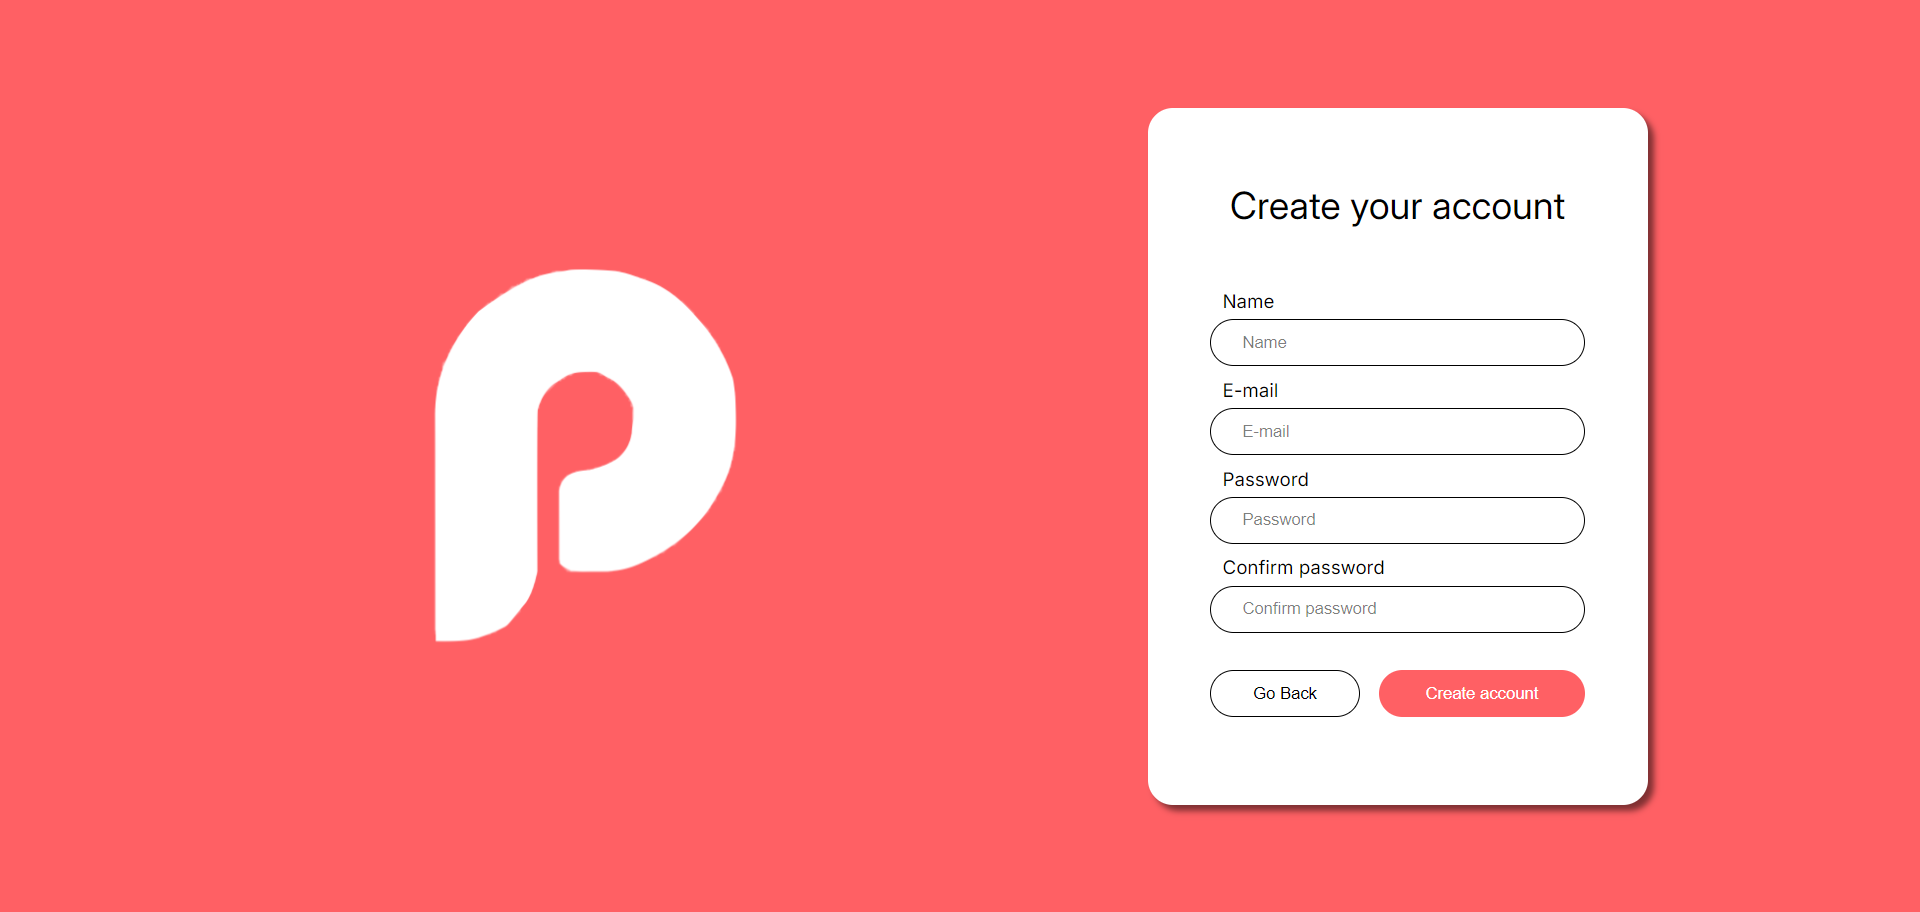 Create your account
Name
Name
E-mail
E-mail
Password
Password
Confirm password
Confirm password
Go Back
Create account